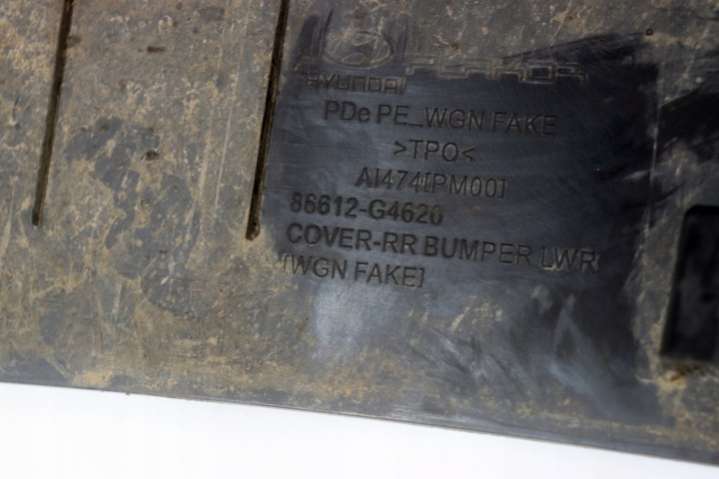 HYUNDAI
PDe PE_WGN FAKE
>TPO<
AI474[PM00]
86612-G4620
COVER-RR BUMPER LWR
[WGN FAKE]